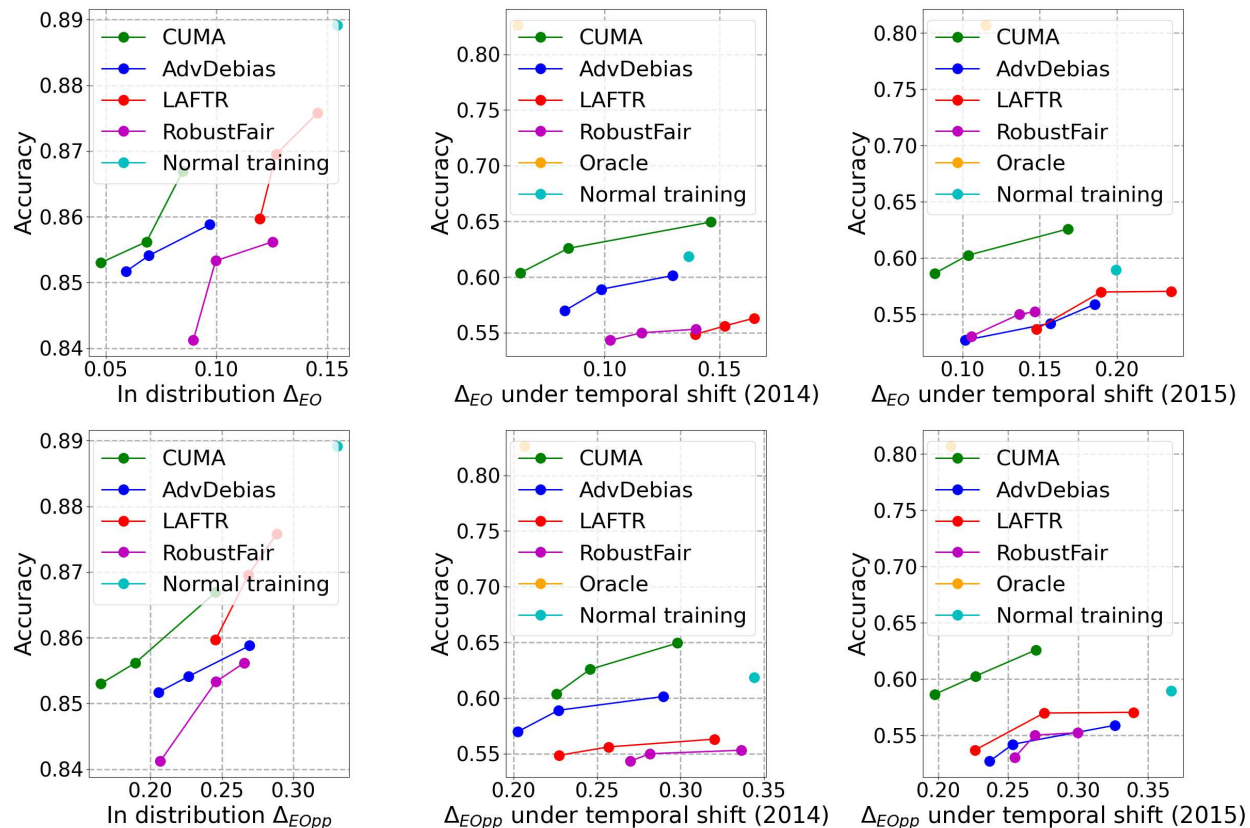 0.89
0.88
0.87
0.86
0.85
0.84
Accuracy
CUMA
AdvDebias
LAFTR
RobustFair
Normal training
0.05
0.10
0.15
In distribution Δ_EO
0.80
0.75
0.70
0.65
0.60
0.55
Accuracy
CUMA
AdvDebias
LAFTR
RobustFair
Oracle
Normal training
0.10
0.15
Δ_EO under temporal shift (2014)
0.80
0.75
0.70
0.65
0.60
0.55
Accuracy
CUMA
AdvDebias
LAFTR
RobustFair
Oracle
Normal training
0.10
0.15
0.20
Δ_EO under temporal shift (2015)
0.89
0.88
0.87
0.86
0.85
0.84
Accuracy
CUMA
AdvDebias
LAFTR
RobustFair
Normal training
0.20
0.25
0.30
In distribution Δ_EOpp
0.80
0.75
0.70
0.65
0.60
0.55
Accuracy
CUMA
AdvDebias
LAFTR
RobustFair
Oracle
Normal training
0.20
0.25
0.30
0.35
Δ_EOpp under temporal shift (2014)
0.80
0.75
0.70
0.65
0.60
0.55
Accuracy
CUMA
AdvDebias
LAFTR
RobustFair
Oracle
Normal training
0.20
0.25
0.30
0.35
Δ_EOpp under temporal shift (2015)